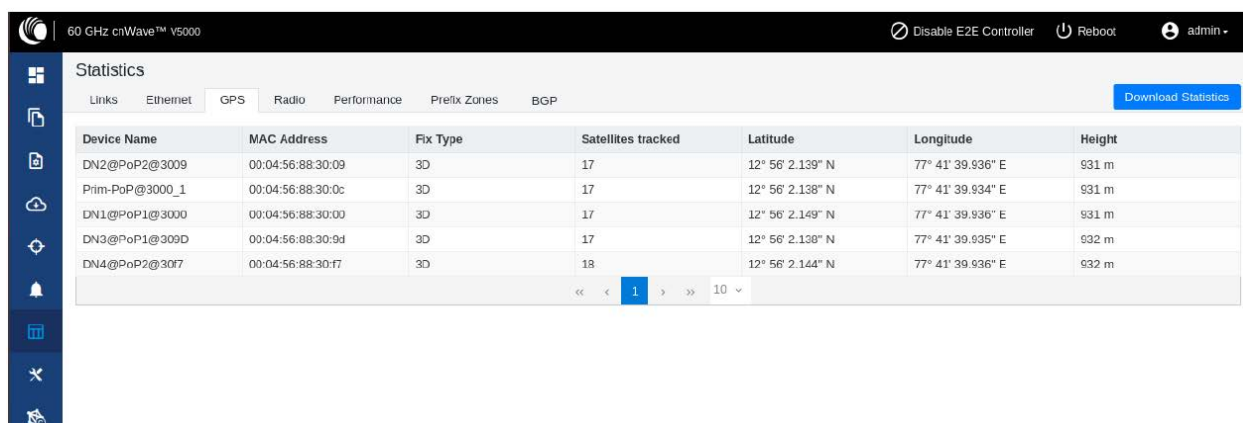 60 GHz cnWave™ V5000 Disable E2E Controller Reboot admin
Statistics
Links Ethernet GPS Radio Performance Prefix Zones BGP Download Statistics
Device Name MAC Address Fix Type Satellites tracked Latitude Longitude Height
DN2@PoP2@3009 00:04:56:88:30:09 3D 17 12° 56' 2.139" N 77° 41' 39.936" E 931 m
Prim-PoP@3000_1 00:04:56:88:30:0c 3D 17 12° 56' 2.138" N 77° 41' 39.934" E 931 m
DN1@PoP1@3000 00:04:56:88:30:00 3D 17 12° 56' 2.149" N 77° 41' 39.936" E 931 m
DN3@PoP1@309D 00:04:56:88:30:9d 3D 17 12° 56' 2.138" N 77° 41' 39.935" E 932 m
DN4@PoP2@30f7 00:04:56:88:30:f7 3D 18 12° 56' 2.144" N 77° 41' 39.936" E 932 m
« ‹ 1 › » 10